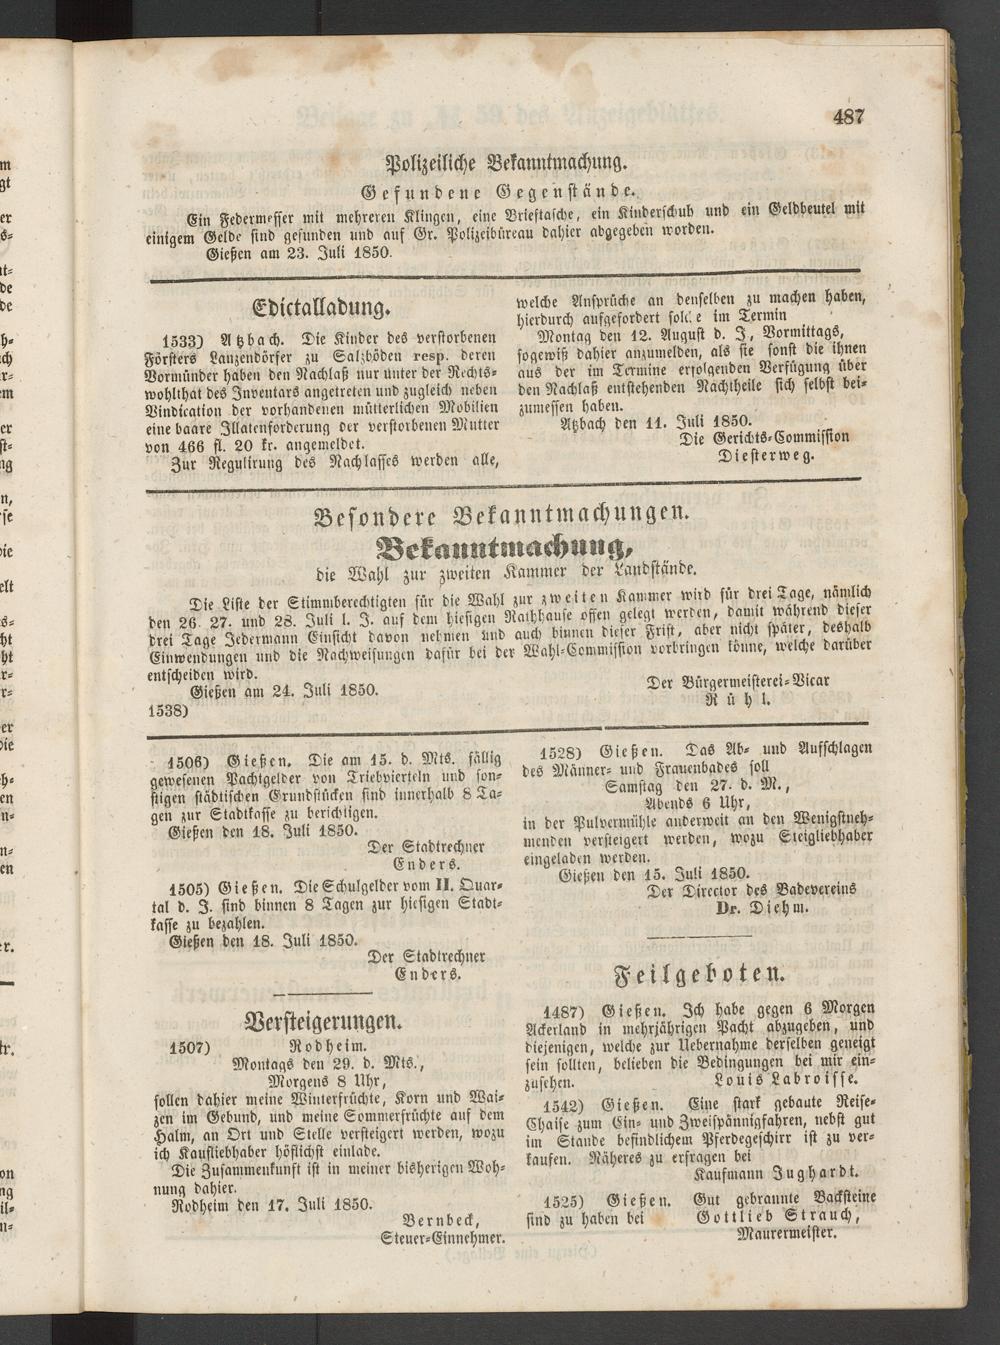 487
Polizeiliche Bekanntmachung.
Gefundene Gegenstände.
Ein Federmesser mit mehreren Klingen, eine Brieftasche, ein Kinderschuh und ein Geldbeutel mit
einigem Gelde sind gefunden und auf Gr. Polizeibüreau dahier abgegeben worden.
Gießen am 23. Juli 1850.
Edictalladung.
1533) Atzbach. Die Kinder des verstorbenen
Försters Lanzendörfer zu Salzböden resp. deren
Vormünder haben den Nachlaß nur unter der Rechts-
wohlthat des Inventars angetreten und zugleich neben
Vindication der vorhandenen mütterlichen Mobilien
eine baare Illatenforderung der verstorbenen Mutter
von 466 fl. 20 kr. angemeldet.
Zur Regulirung des Nachlasses werden alle,
welche Ansprüche an denselben zu machen haben,
hierdurch aufgefordert solche im Termin
Montag den 12. August d. J, Vormittags,
sogewiß dahier anzumelden, als sie sonst die ihnen
aus der im Termine erfolgenden Verfügung über
den Nachlaß entstehenden Nachtheile sich selbst bei-
zumessen haben.
Atzbach den 11. Juli 1850.
Die Gerichts-Commission
Diesterweg.
Besondere Bekanntmachungen.
Bekanntmachung,
die Wahl zur zweiten Kammer der Landstände.
Die Liste der Stimmberechtigten für die Wahl zur zweiten Kammer wird für drei Tage, nämlich
den 26. 27. und 28. Juli l. J. auf dem hiesigen Rathhause offen gelegt werden, damit während dieser
drei Tage Jedermann Einsicht davon nehmen und auch binnen dieser Frist, aber nicht später, deshalb
Einwendungen und die Nachweisungen dafür bei der Wahl-Commission vorbringen könne, welche darüber
entscheiden wird.
Gießen am 24. Juli 1850.
Der Bürgermeisterei-Vicar
Rühl.
1538)
1506) Gießen. Die am 15. d. Mts. fällig
gewesenen Pachtgelder von Triebvierteln und son-
stigen städtischen Grundstücken sind innerhalb 8 Ta-
gen zur Stadtkasse zu berichtigen.
Gießen den 18. Juli 1850.
Der Stadtrechner
Enders.
1505) Gießen. Die Schulgelder vom II. Quar-
tal d. J. sind binnen 8 Tagen zur hiesigen Stadt-
kasse zu bezahlen.
Gießen den 18. Juli 1850.
Der Stadtrechner
Enders.
Versteigerungen.
1507) Rodheim.
Montags den 29. d. Mts.,
Morgens 8 Uhr,
sollen dahier meine Winterfrüchte, Korn und Wai-
zen im Gebund, und meine Sommerfrüchte auf dem
Halm, an Ort und Stelle versteigert werden, wozu
ich Kaufliebhaber höflichst einlade.
Die Zusammenkunft ist in meiner bisherigen Woh-
nung dahier.
Rodheim den 17. Juli 1850.
Bernbeck,
Steuer-Einnehmer.
1528) Gießen. Das Ab- und Aufschlagen
des Männer- und Frauenbades soll
Samstag den 27. d. M.,
Abends 6 Uhr,
in der Pulvermühle anderweit an den Wenigstneh-
menden versteigert werden, wozu Steigliebhaber
eingeladen werden.
Gießen den 15. Juli 1850.
Der Director des Badevereins
Dr. Diehm.
Feilgeboten.
1487) Gießen. Ich habe gegen 6 Morgen
Ackerland in mehrjährigen Pacht abzugeben, und
diejenigen, welche zur Uebernahme derselben geneigt
sein sollten, belieben die Bedingungen bei mir ein-
zusehen. Louis Labroisse.
1542) Gießen. Eine stark gebaute Reise-
Chaise zum Ein- und Zweispännigfahren, nebst gut
im Stande befindlichem Pferdegeschirr ist zu ver-
kaufen. Näheres zu erfragen bei
Kaufmann Jughardt.
1525) Gießen. Gut gebrannte Backsteine
sind zu haben bei Gottlieb Strauch,
Maurermeister.